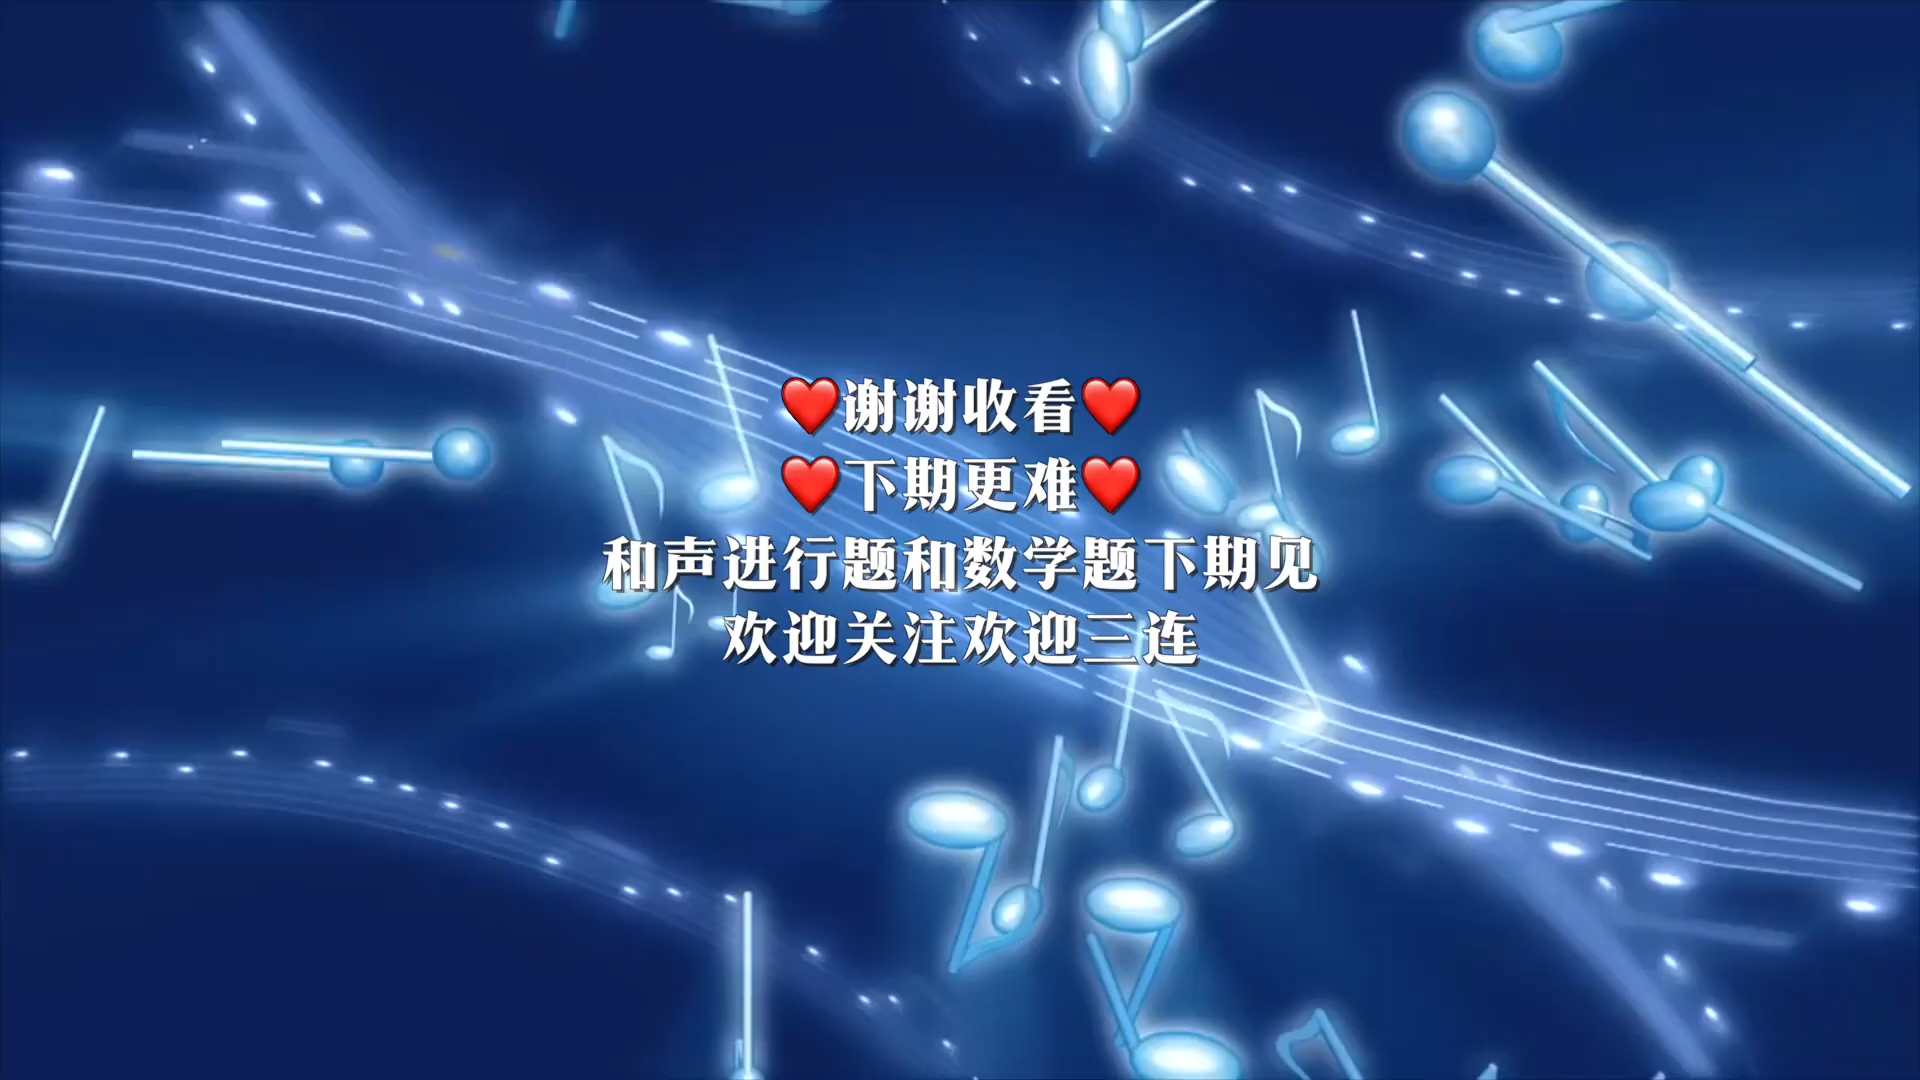 ❤️谢谢收看❤️
❤️下期更难❤️
和声进行题和数学题下期见
欢迎关注欢迎三连